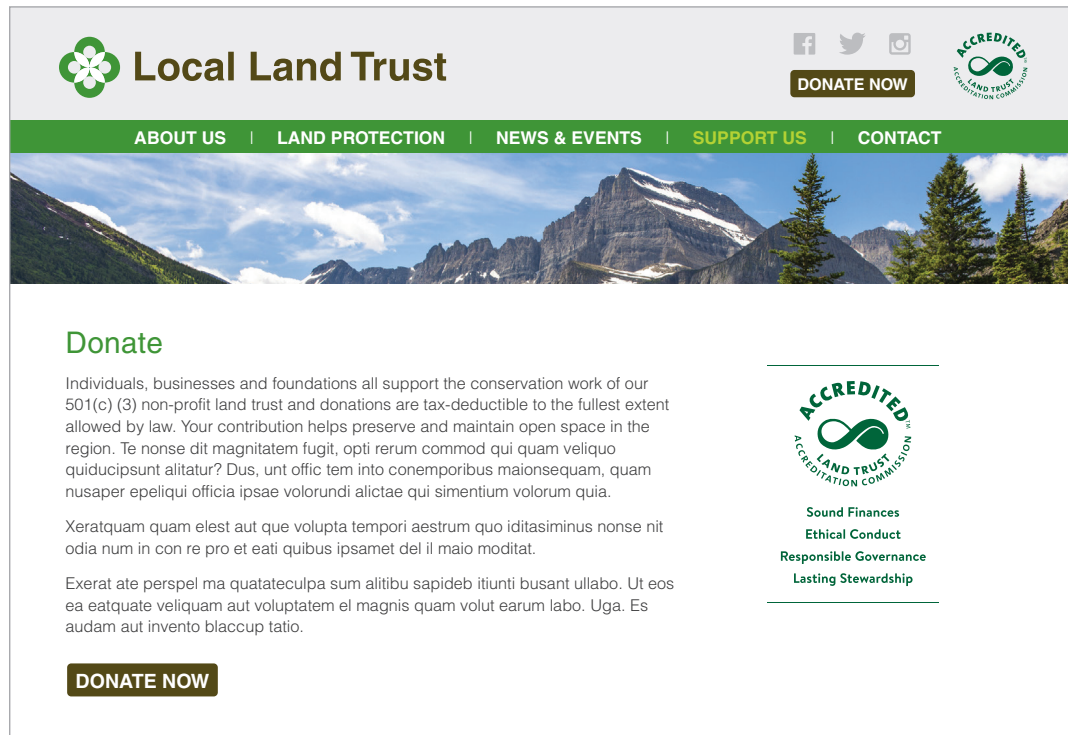 Local Land Trust
DONATE NOW
ACCREDITED™
LAND TRUST
ACCREDITATION COMMISSION
ABOUT US | LAND PROTECTION | NEWS & EVENTS | SUPPORT US | CONTACT
Donate
Individuals, businesses and foundations all support the conservation work of our
501(c) (3) non-profit land trust and donations are tax-deductible to the fullest extent
allowed by law. Your contribution helps preserve and maintain open space in the
region. Te nonse dit magnitatem fugit, opti rerum commod qui quam veliquo
quiducipsunt alitatur? Dus, unt offic tem into conemporibus maionsequam, quam
nusaper epeliqui officia ipsae volorundi alictae qui simentium volorum quia.
Xeratquam quam elest aut que volupta tempori aestrum quo iditasiminus nonse nit
odia num in con re pro et eati quibus ipsamet del il maio moditat.
Exerat ate perspel ma quatateculpa sum alitibu sapideb itiunti busant ullabo. Ut eos
ea eatquate veliquam aut voluptatem el magnis quam volut earum labo. Uga. Es
audam aut invento blaccup tatio.
DONATE NOW
ACCREDITED™
LAND TRUST
ACCREDITATION COMMISSION
Sound Finances
Ethical Conduct
Responsible Governance
Lasting Stewardship